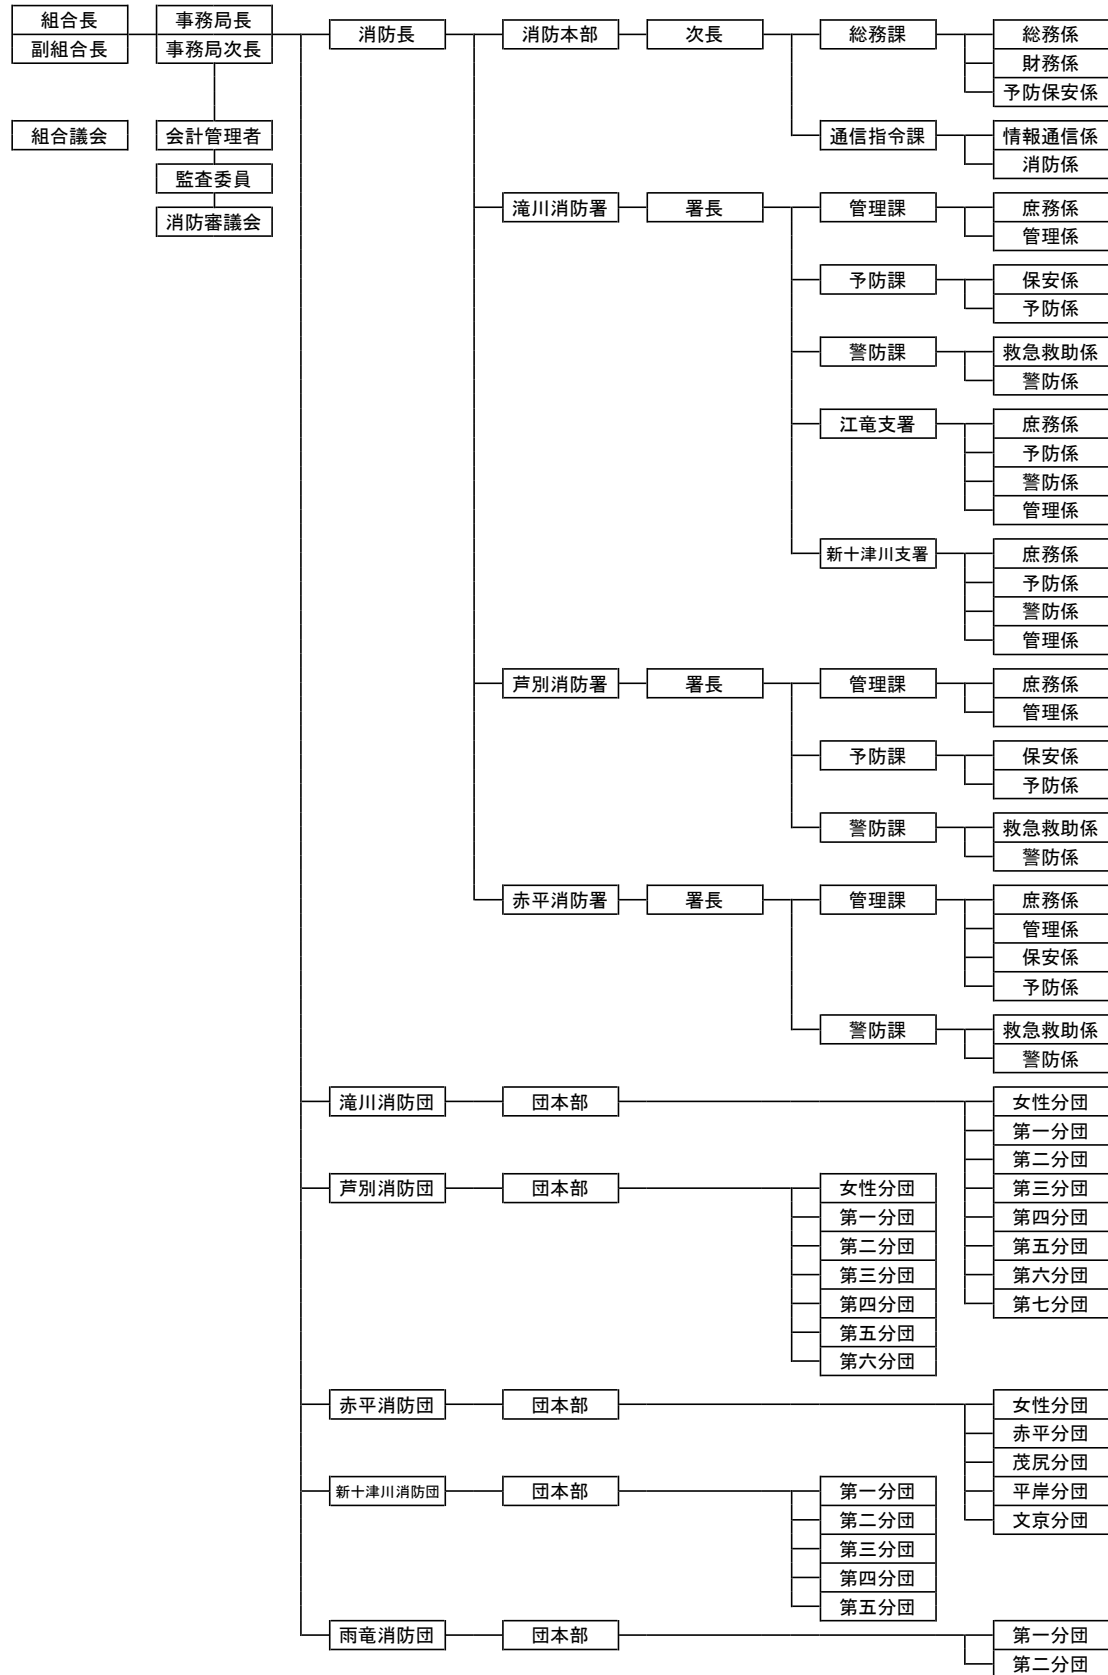 組合長 事務局長
消防長 消防本部 次長 総務課 総務係
副組合長 事務局次長
財務係
予防保安係
組合議会 会計管理者 通信指令課 情報通信係
消防係
監査委員
滝川消防署 署長 管理課 庶務係
消防審議会
管理係
予防課 保安係
予防係
警防課 救急救助係
警防係
江竜支署 庶務係
予防係
警防係
管理係
新十津川支署 庶務係
予防係
警防係
管理係
芦別消防署 署長 管理課 庶務係
管理係
予防課 保安係
予防係
警防課 救急救助係
警防係
赤平消防署 署長 管理課 庶務係
管理係
保安係
予防係
警防課 救急救助係
警防係
滝川消防団 団本部 女性分団
第一分団
第二分団
芦別消防団 団本部 女性分団 第三分団
第一分団 第四分団
第二分団 第五分団
第三分団 第六分団
第四分団 第七分団
第五分団
第六分団
赤平消防団 団本部 女性分団
赤平分団
茂尻分団
新十津川消防団 団本部 第一分団 平岸分団
第二分団 文京分団
第三分団
第四分団
第五分団
雨竜消防団 団本部 第一分団
第二分団